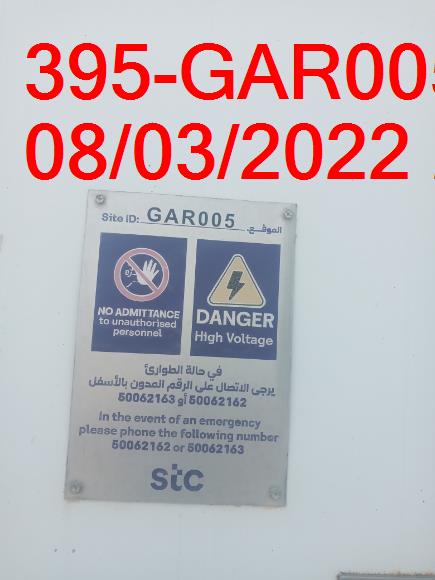 395-GAR005
08/03/2022
Site ID: GAR005 الموقع:
NO ADMITTANCE
to unauthorised
personnel
DANGER
High Voltage
في حالة الطوارئ
يرجى الاتصال على الرقم المدون بالأسفل
50062162 أو 50062163
In the event of an emergency
please phone the following number
50062162 or 50062163
stc